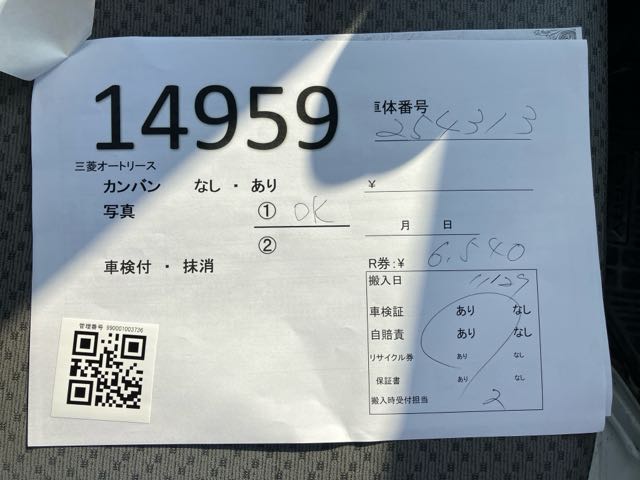 14959
車体番号
254313
三菱オートリース
カンバン なし ・ あり
¥
写真 ① OK
月 日
②
車検付 ・ 抹消
R券:¥ 6,540
搬入日 11/29
車検証 あり なし
自賠責 あり なし
リサイクル券 あり なし
保証書 あり なし
搬入時受付担当 2
管理番号 990001003736